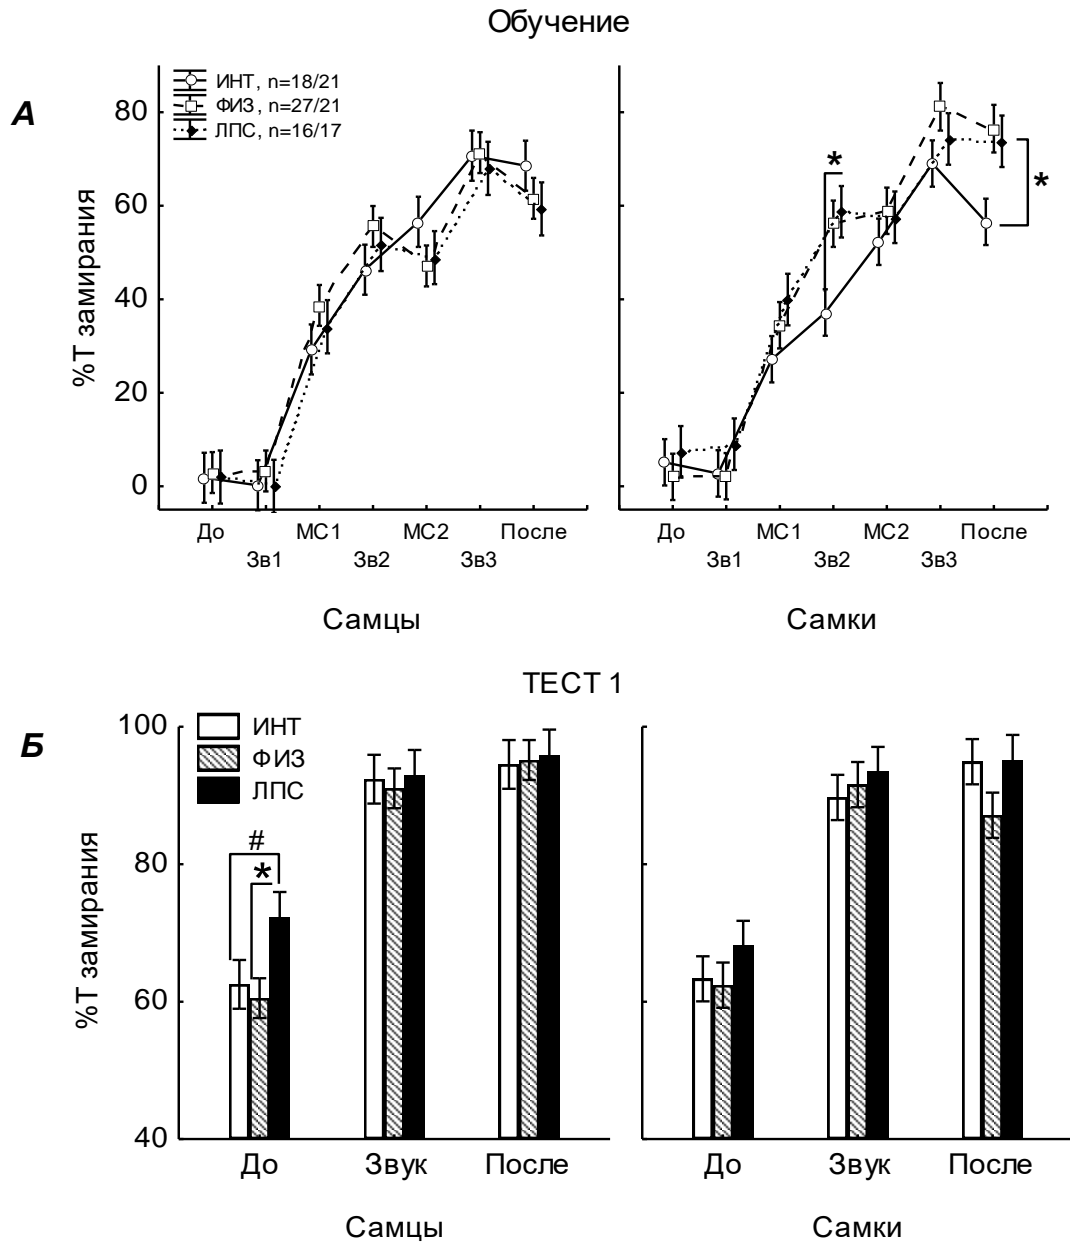 Обучение
А
ИНТ, n=18/21
ФИЗ, n=27/21
ЛПС, n=16/17
%Т замирания
80
60
40
20
0
*
*
До МС1 МС2 После До МС1 МС2 После
Зв1 Зв2 Зв3 Зв1 Зв2 Зв3
Самцы Самки
ТЕСТ 1
Б
ИНТ
ФИЗ
ЛПС
%Т замирания
100
80
60
40
#
*
До Звук После До Звук После
Самцы Самки